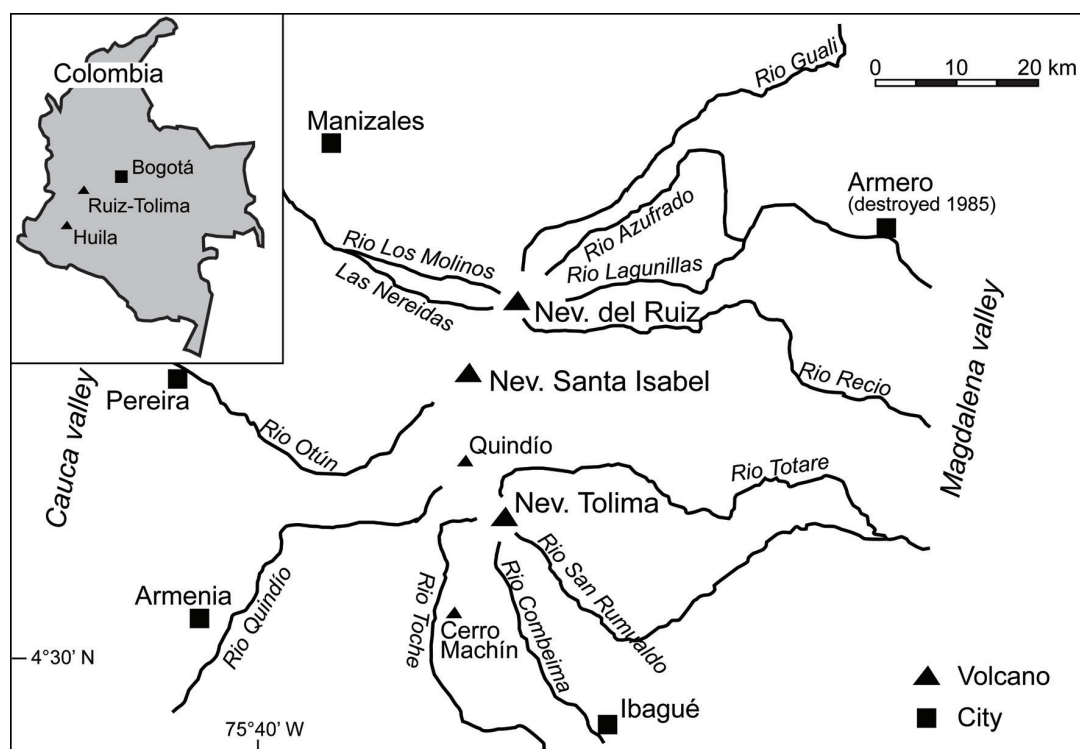 Colombia
Bogotá
Ruiz-Tolima
Huila
Manizales
Rio Guali
0 10 20 km
Armero
(destroyed 1985)
Rio Azufrado
Rio Los Molinos
Rio Lagunillas
Las Nereidas
Nev. del Ruiz
Magdalena valley
Rio Recio
Nev. Santa Isabel
Pereira
Cauca valley
Rio Otún
Quindío
Rio Totare
Nev. Tolima
Rio San Rumualdo
Armenia
Rio Quindío
Rio Toche
Rio Combeima
Cerro
Machín
4°30' N
75°40' W
Ibagué
Volcano
City